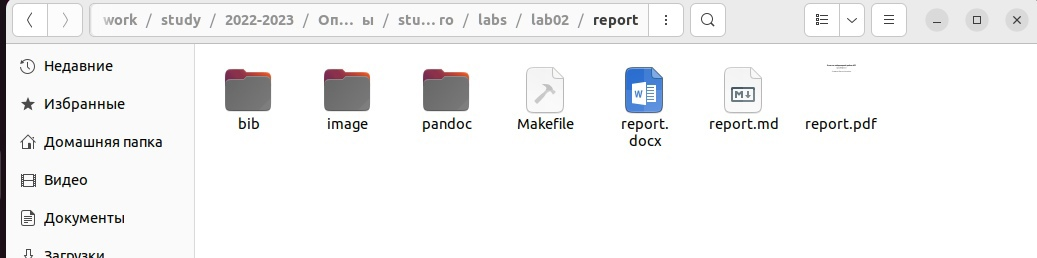 work / study / 2022-2023 / Оп… ы / stu…ro / labs / lab02 / report
Недавние
Избранные
Домашняя папка
Видео
Документы
Загрузки
bib
image
pandoc
Makefile
report.
docx
report.md
report.pdf